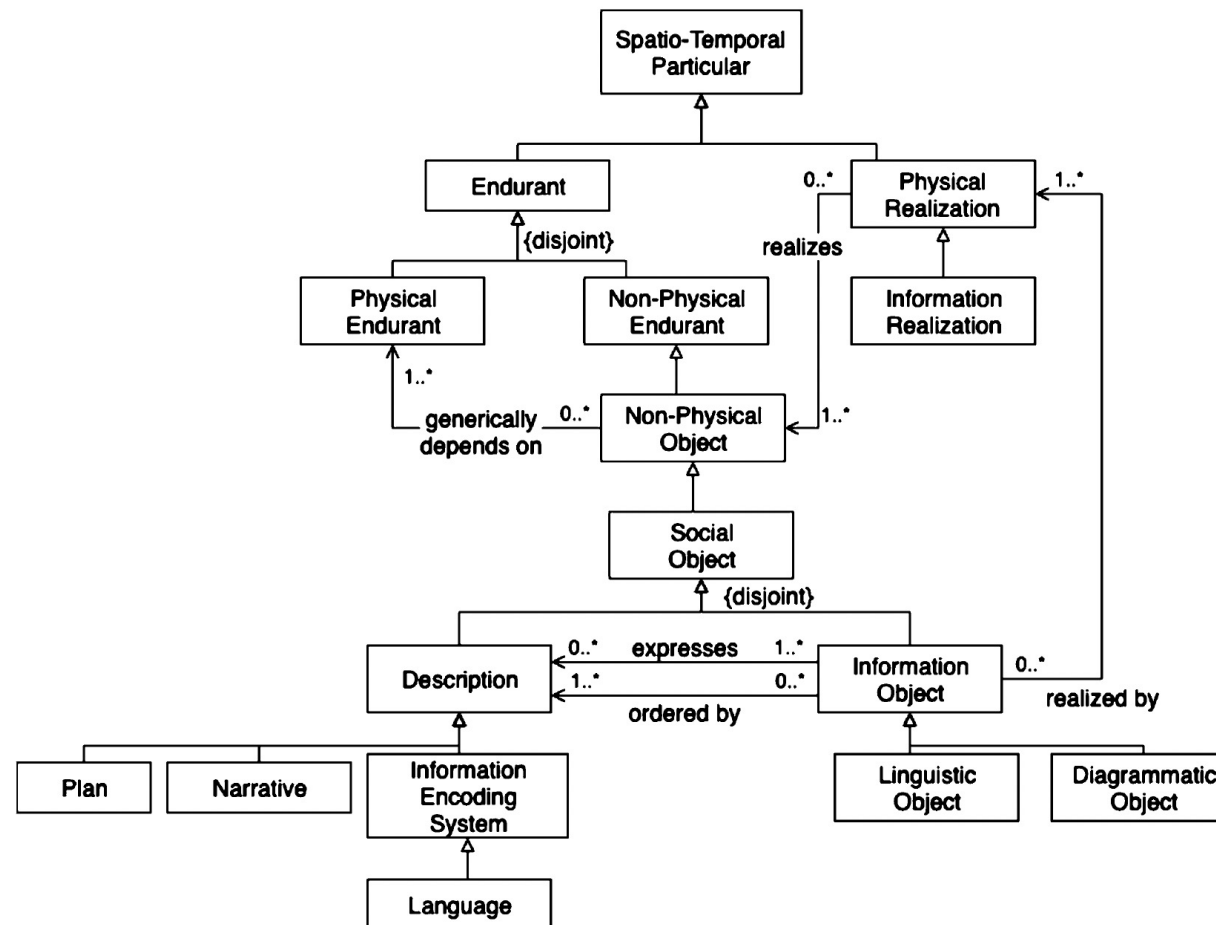 Spatio-Temporal
Particular
Endurant
0..*
Physical
Realization
1..*
{disjoint}
realizes
Physical
Endurant
Non-Physical
Endurant
Information
Realization
1..*
generically
depends on
0..*
Non-Physical
Object
1..*
Social
Object
{disjoint}
Description
0..*
expresses
1..*
1..*
ordered by
0..*
Information
Object
0..*
realized by
Plan
Narrative
Information
Encoding
System
Linguistic
Object
Diagrammatic
Object
Language